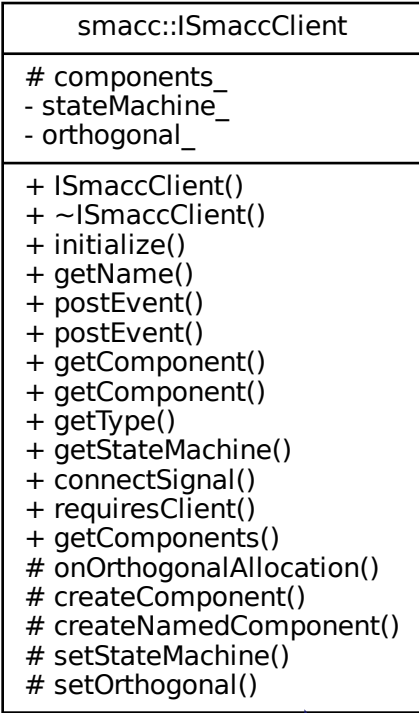 smacc::ISmaccClient
# components_
- stateMachine_
- orthogonal_
+ ISmaccClient()
+ ~ISmaccClient()
+ initialize()
+ getName()
+ postEvent()
+ postEvent()
+ getComponent()
+ getComponent()
+ getType()
+ getStateMachine()
+ connectSignal()
+ requiresClient()
+ getComponents()
# onOrthogonalAllocation()
# createComponent()
# createNamedComponent()
# setStateMachine()
# setOrthogonal()